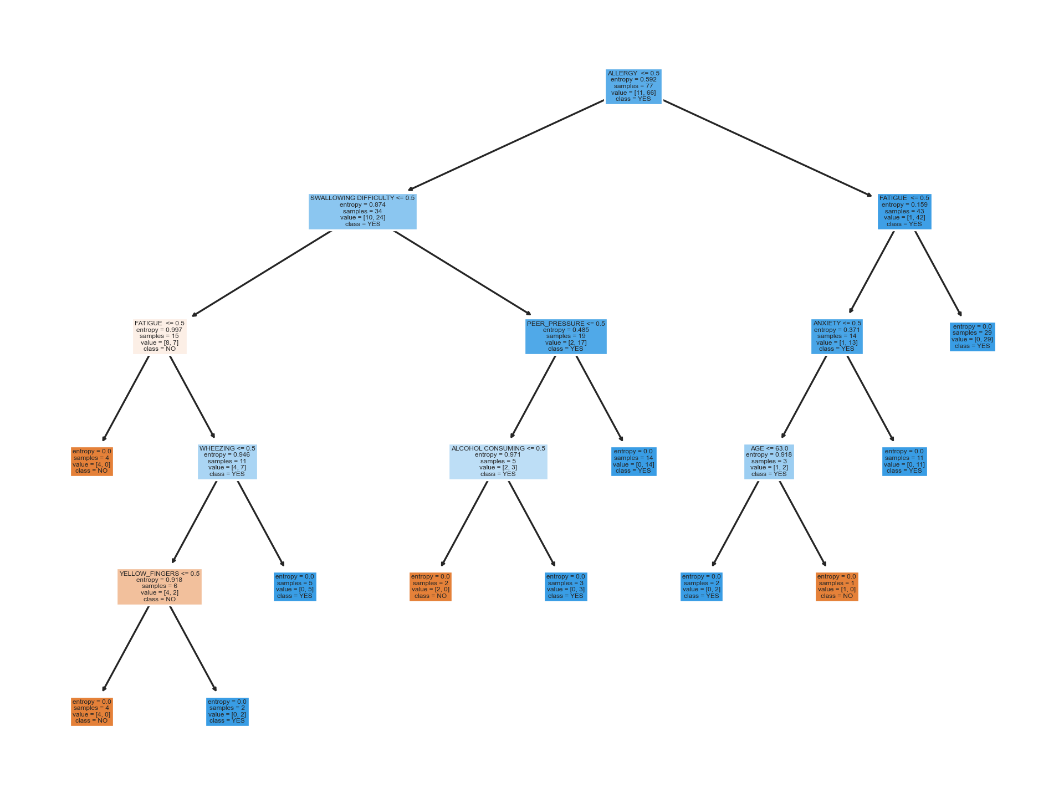 ALLERGY <= 0.5
entropy = 0.592
samples = 77
value = [11, 66]
class = YES
SWALLOWING DIFFICULTY <= 0.5
entropy = 0.874
samples = 34
value = [10, 24]
class = YES
FATIGUE <= 0.5
entropy = 0.159
samples = 43
value = [1, 42]
class = YES
FATIGUE <= 0.5
entropy = 0.997
samples = 15
value = [8, 7]
class = NO
PEER_PRESSURE <= 0.5
entropy = 0.485
samples = 19
value = [2, 17]
class = YES
ANXIETY <= 0.5
entropy = 0.371
samples = 14
value = [1, 13]
class = YES
entropy = 0.0
samples = 29
value = [0, 29]
class = YES
entropy = 0.0
samples = 4
value = [4, 0]
class = NO
WHEEZING <= 0.5
entropy = 0.946
samples = 11
value = [4, 7]
class = YES
ALCOHOL CONSUMING <= 0.5
entropy = 0.971
samples = 5
value = [2, 3]
class = YES
entropy = 0.0
samples = 14
value = [0, 14]
class = YES
AGE <= 63.0
entropy = 0.918
samples = 3
value = [1, 2]
class = YES
entropy = 0.0
samples = 11
value = [0, 11]
class = YES
YELLOW_FINGERS <= 0.5
entropy = 0.918
samples = 6
value = [4, 2]
class = NO
entropy = 0.0
samples = 5
value = [0, 5]
class = YES
entropy = 0.0
samples = 2
value = [2, 0]
class = NO
entropy = 0.0
samples = 3
value = [0, 3]
class = YES
entropy = 0.0
samples = 2
value = [0, 2]
class = YES
entropy = 0.0
samples = 1
value = [1, 0]
class = NO
entropy = 0.0
samples = 4
value = [4, 0]
class = NO
entropy = 0.0
samples = 2
value = [0, 2]
class = YES